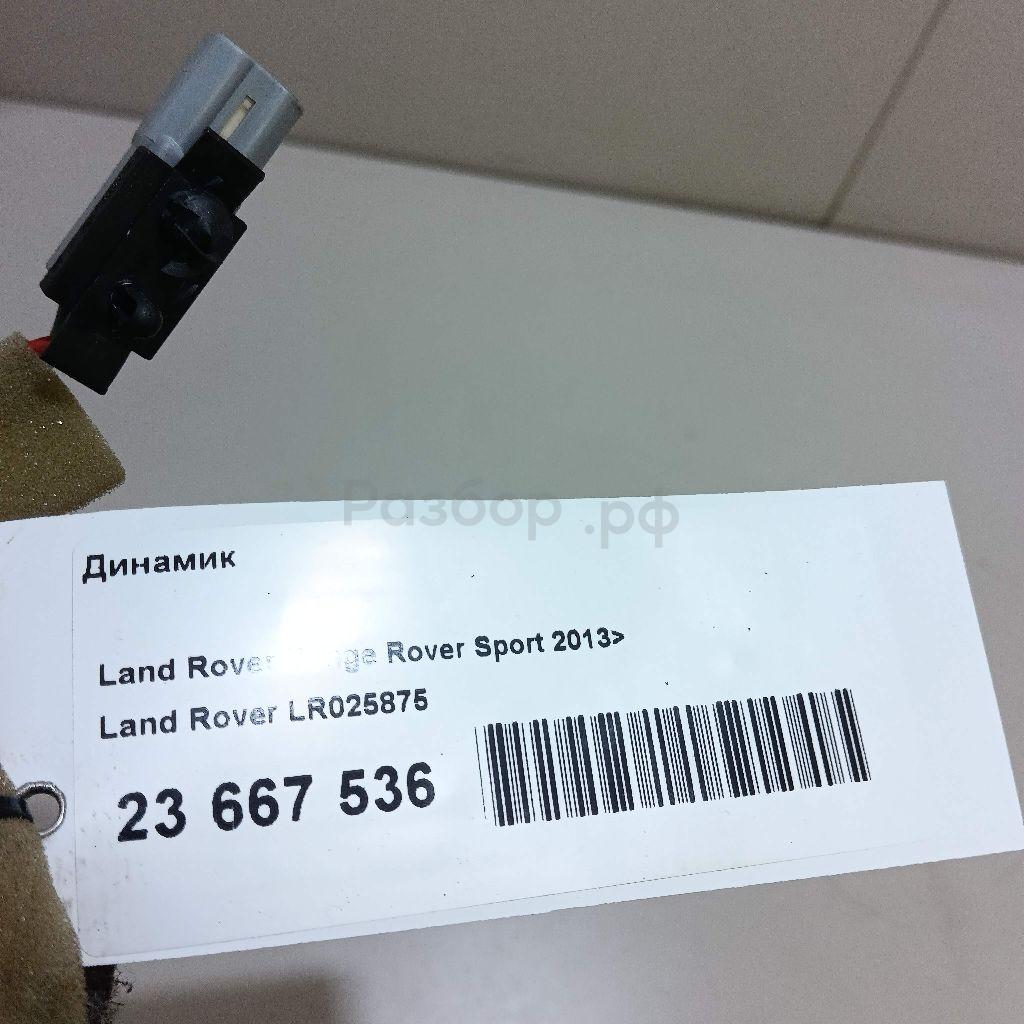 Разбор.рф
Динамик
Land Rover Range Rover Sport 2013>
Land Rover LR025875
23 667 536